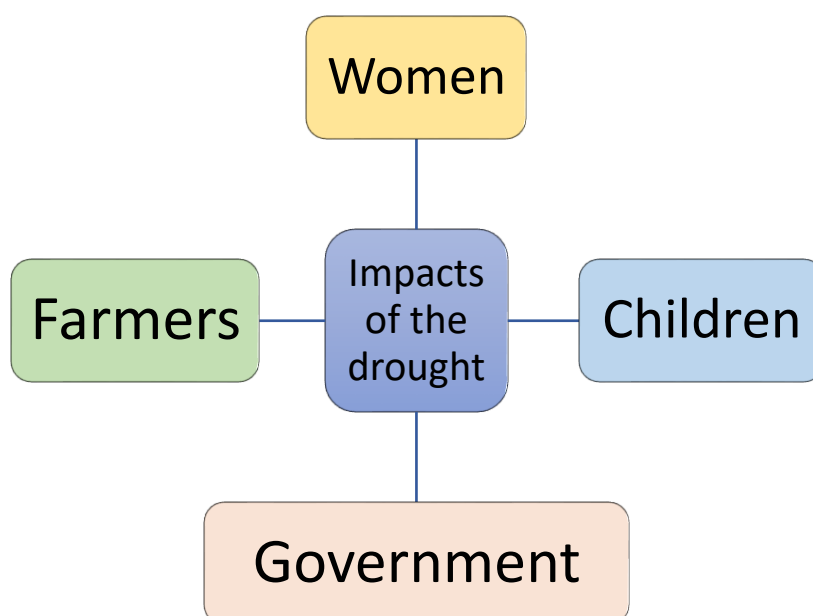 Women
Farmers
Impacts
of the
drought
Children
Government